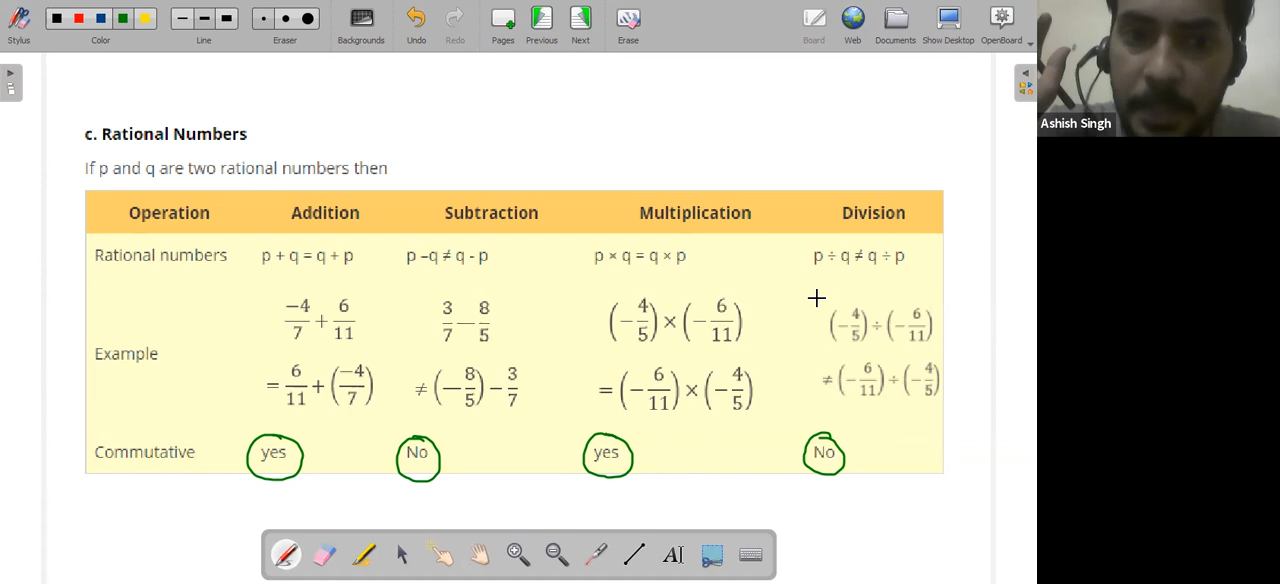 Stylus Color Line Eraser Backgrounds Undo Redo Pages Previous Next Erase Board Web Documents Show Desktop OpenBoard
Ashish Singh
c. Rational Numbers
If p and q are two rational numbers then
Operation Addition Subtraction Multiplication Division
Rational numbers p + q = q + p p –q ≠ q - p p × q = q × p p ÷ q ≠ q ÷ p
Example
−4/7 + 6/11 3/7 − 8/5 (−4/5) × (−6/11) (−4/5) ÷ (−6/11)
= 6/11 + (−4/7) ≠ (−8/5) − 3/7 = (−6/11) × (−4/5) ≠ (−6/11) ÷ (−4/5)
Commutative yes No yes No